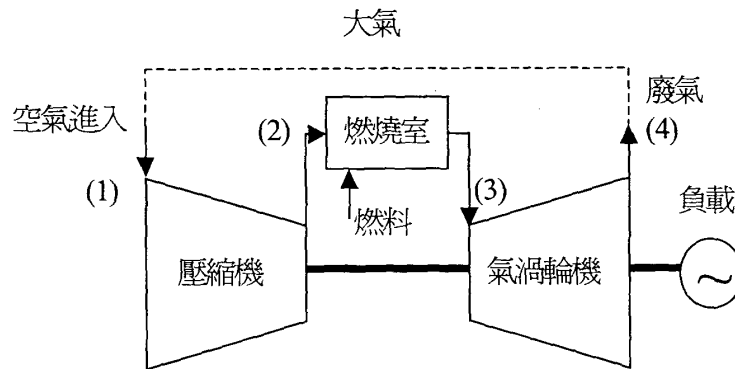 大氣
空氣進入
(1)
(2)
燃燒室
(3)
燃料
廢氣
(4)
負載
壓縮機
氣渦輪機
~